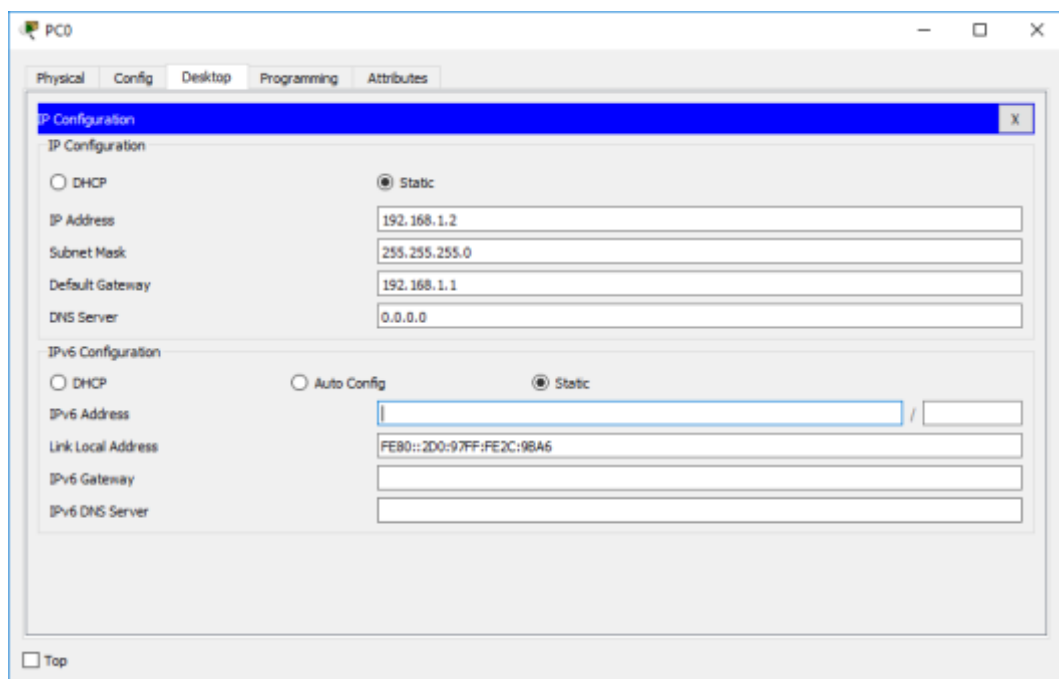 PC0
Physical Config Desktop Programming Attributes
IP Configuration X
IP Configuration
DHCP Static
IP Address 192.168.1.2
Subnet Mask 255.255.255.0
Default Gateway 192.168.1.1
DNS Server 0.0.0.0
IPv6 Configuration
DHCP Auto Config Static
IPv6 Address /
Link Local Address FE80::2D0:97FF:FE2C:9BA6
IPv6 Gateway
IPv6 DNS Server
Top